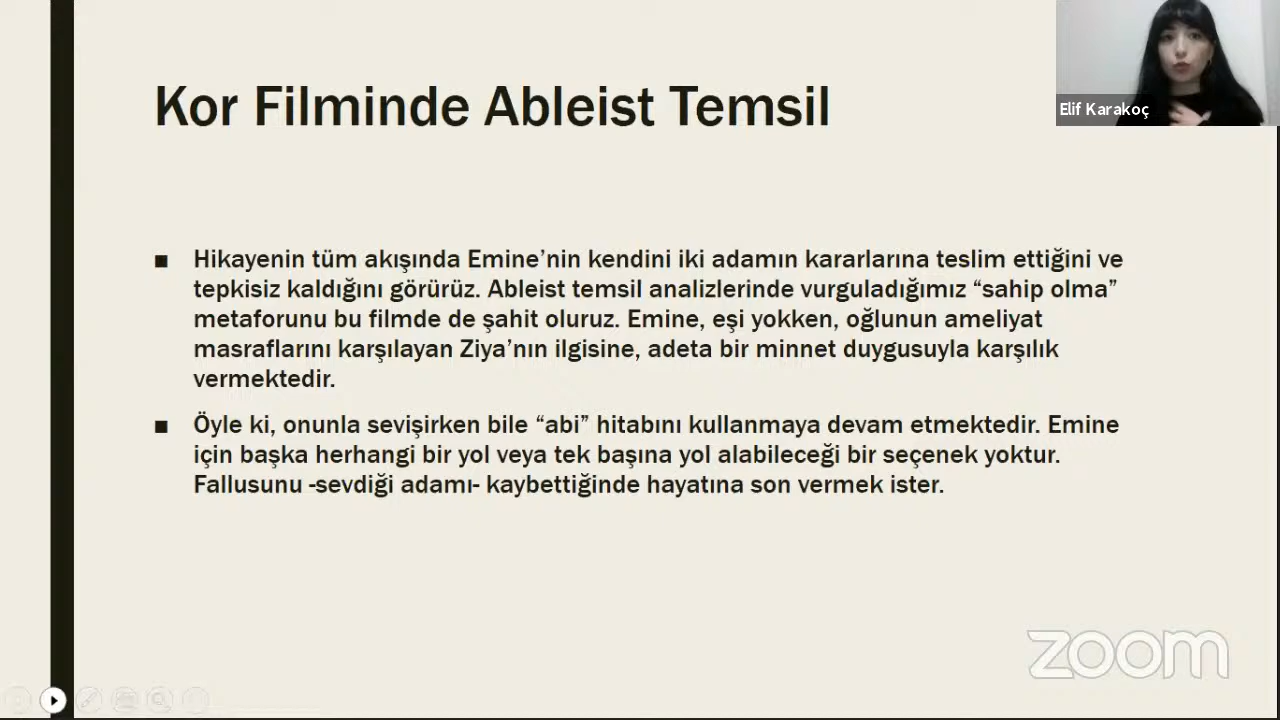 Kor Filminde Ableist Temsil
Elif Karakoç
■ Hikayenin tüm akışında Emine’nin kendini iki adamın kararlarına teslim ettiğini ve
tepkisiz kaldığını görürüz. Ableist temsil analizlerinde vurguladığımız “sahip olma”
metaforunu bu filmde de şahit oluruz. Emine, eşi yokken, oğlunun ameliyat
masraflarını karşılayan Ziya’nın ilgisine, adeta bir minnet duygusuyla karşılık
vermektedir.
■ Öyle ki, onunla sevişirken bile “abi” hitabını kullanmaya devam etmektedir. Emine
için başka herhangi bir yol veya tek başına yol alabileceği bir seçenek yoktur.
Fallusunu -sevdiği adamı- kaybettiğinde hayatına son vermek ister.
zoom